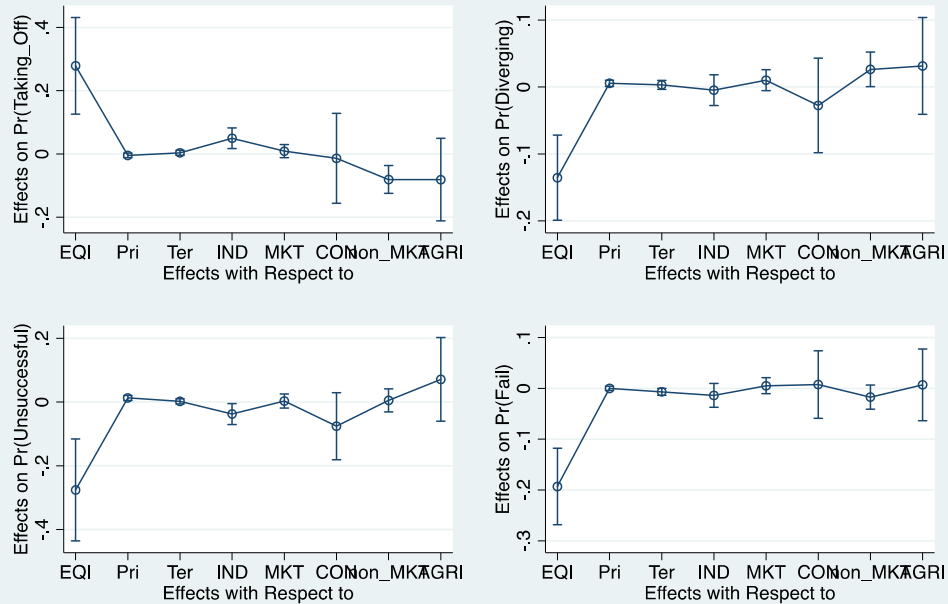 Effects on Pr(Taking_Off)
.4
.2
0
-.2
EQI Pri Ter IND MKT CON Non_MKT AGRI
Effects with Respect to
Effects on Pr(Diverging)
.1
0
-.1
-.2
EQI Pri Ter IND MKT CON Non_MKT AGRI
Effects with Respect to
Effects on Pr(Unsuccessful)
.2
0
-.2
-.4
EQI Pri Ter IND MKT CON Non_MKT AGRI
Effects with Respect to
Effects on Pr(Fail)
.1
0
-.1
-.2
-.3
EQI Pri Ter IND MKT CON Non_MKT AGRI
Effects with Respect to